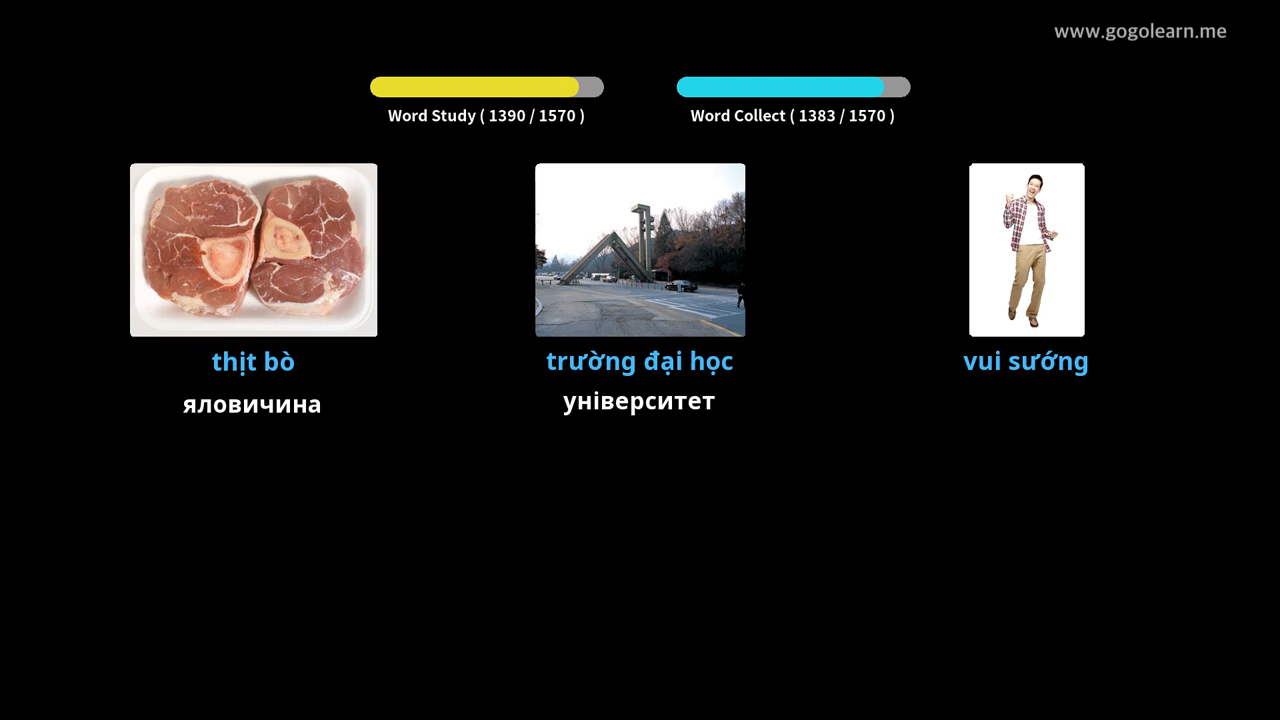 www.gogolearn.me
Word Study ( 1390 / 1570 )
Word Collect ( 1383 / 1570 )
thịt bò
trường đại học
vui sướng
яловичина
університет